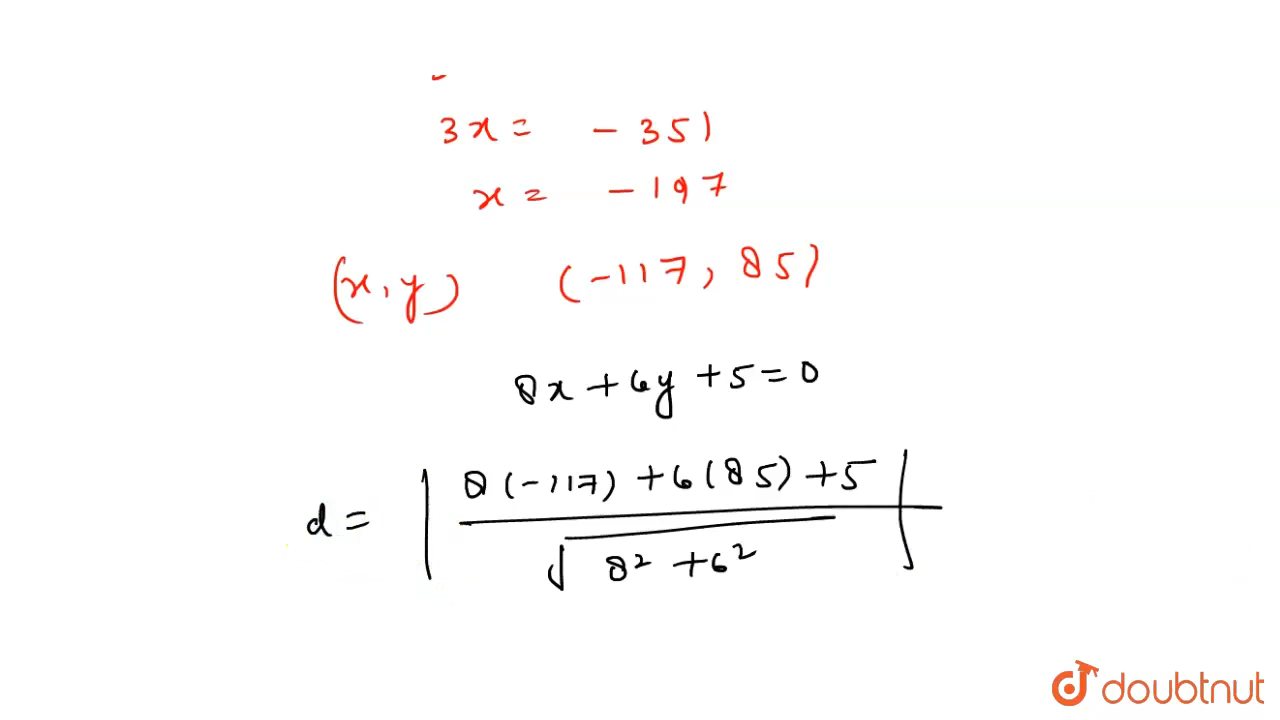 3x = - 351
x = - 197
(x, y) (-117, 85)
8x + 6y + 5 = 0
d = | 8(-117) + 6(85) + 5 / √8² + 6² |
doubtnut